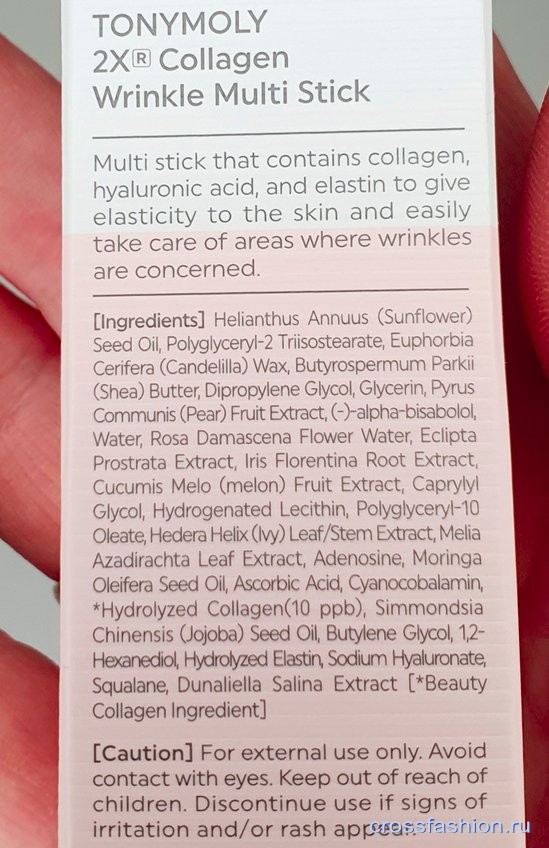 TONYMOLY
2X® Collagen
Wrinkle Multi Stick
Multi stick that contains collagen,
hyaluronic acid, and elastin to give
elasticity to the skin and easily
take care of areas where wrinkles
are concerned.
[Ingredients] Helianthus Annuus (Sunflower)
Seed Oil, Polyglyceryl-2 Triisostearate, Euphorbia
Cerifera (Candelilla) Wax, Butyrospermum Parkii
(Shea) Butter, Dipropylene Glycol, Glycerin, Pyrus
Communis (Pear) Fruit Extract, (-)-alpha-bisabolol,
Water, Rosa Damascena Flower Water, Eclipta
Prostrata Extract, Iris Florentina Root Extract,
Cucumis Melo (melon) Fruit Extract, Caprylyl
Glycol, Hydrogenated Lecithin, Polyglyceryl-10
Oleate, Hedera Helix (Ivy) Leaf/Stem Extract, Melia
Azadirachta Leaf Extract, Adenosine, Moringa
Oleifera Seed Oil, Ascorbic Acid, Cyanocobalamin,
*Hydrolyzed Collagen(10 ppb), Simmondsia
Chinensis (Jojoba) Seed Oil, Butylene Glycol, 1,2-
Hexanediol, Hydrolyzed Elastin, Sodium Hyaluronate,
Squalane, Dunaliella Salina Extract [*Beauty
Collagen Ingredient]
[Caution] For external use only. Avoid
contact with eyes. Keep out of reach of
children. Discontinue use if signs of
irritation and/or rash appear.
crossfashion.ru